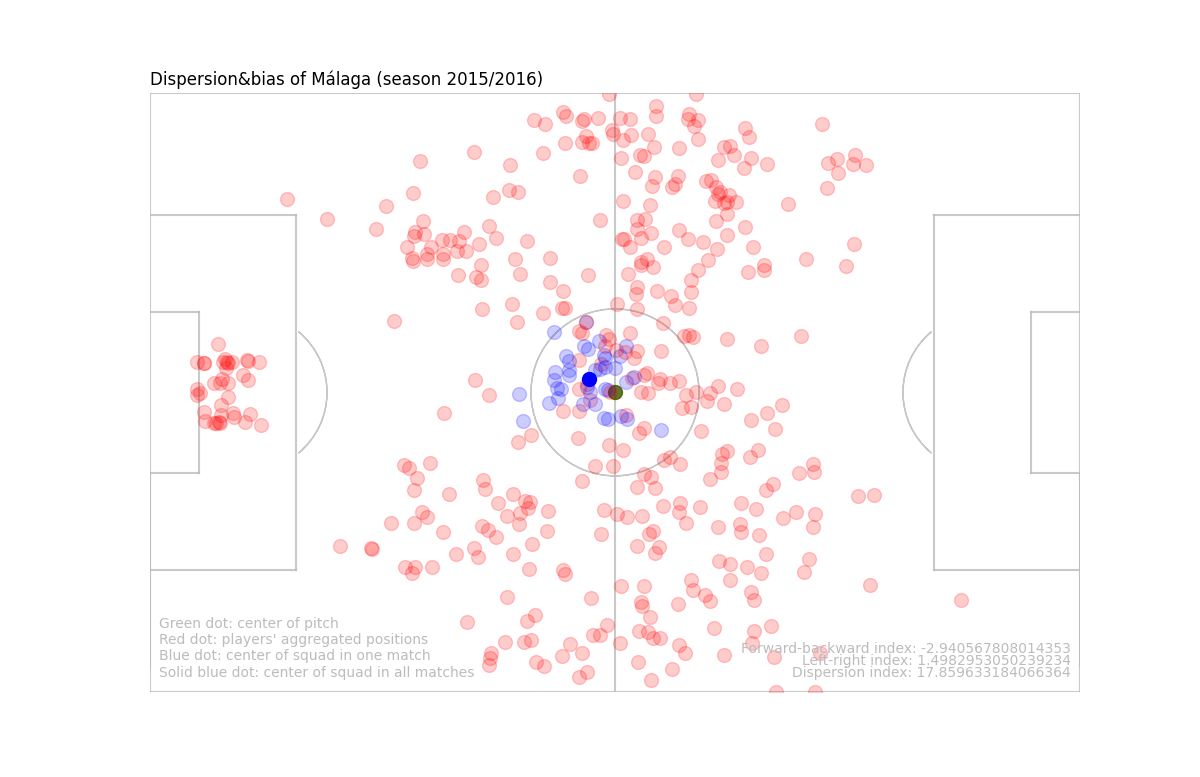 Dispersion&bias of Málaga (season 2015/2016)
Green dot: center of pitch
Red dot: players' aggregated positions
Blue dot: center of squad in one match
Solid blue dot: center of squad in all matches
Forward-backward index: -2.940567808014353
Left-right index: 1.4982953050239234
Dispersion index: 17.859633184066364